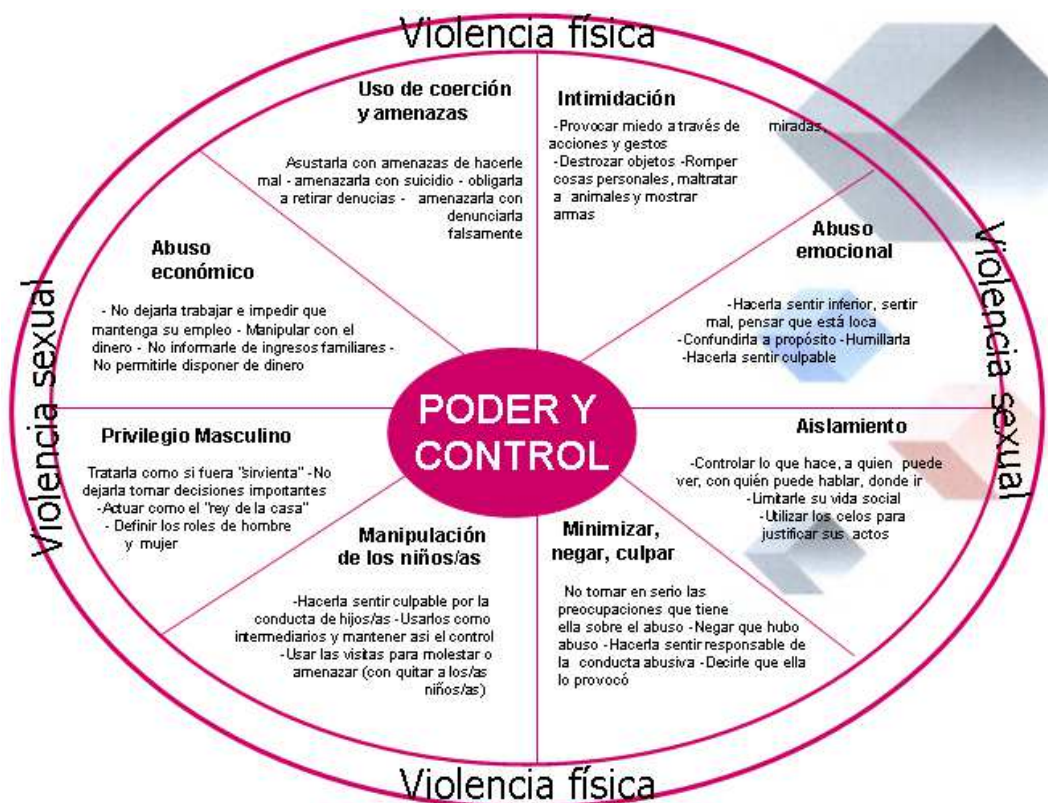 Violencia física
Uso de coerción
y amenazas
Asustarla con amenazas de hacerle
mal - amenazarla con suicidio - obligarla
a retirar denucias - amenazarla con
denunciarla
falsamente
Intimidación
-Provocar miedo a través de miradas,
acciones y gestos
-Destrozar objetos -Romper
cosas personales, maltratar
a animales y mostrar
armas
Abuso
emocional
-Hacerla sentir inferior, sentir
mal, pensar que está loca
-Confundirla a propósito -Humillarla
-Hacerla sentir culpable
Violencia sexual
Aislamiento
-Controlar lo que hace, a quien puede
ver, con quién puede hablar, donde ir
-Limitarle su vida social
-Utilizar los celos para
justificar sus actos
Minimizar,
negar, culpar
No tomar en serio las
preocupaciones que tiene
ella sobre el abuso -Negar que hubo
abuso -Hacerla sentir responsable de
la conducta abusiva -Decirle que ella
lo provocó
Manipulación
de los niños/as
-Hacerla sentir culpable por la
conducta de hijos/as -Usarlos como
intermediarios y mantener asi el control
-Usar las visitas para molestar o
amenazar (con quitar a los/as
niños/as)
Privilegio Masculino
Tratarla como si fuera "sirvienta" -No
dejarla tomar decisiones importantes
-Actuar como el "rey de la casa"
- Definir los roles de hombre
y mujer
Abuso
económico
- No dejarla trabajar e impedir que
mantenga su empleo - Manipular con el
dinero - No informarle de ingresos familiares -
No permitirle disponer de dinero
Violencia sexual
PODER Y
CONTROL
Violencia física